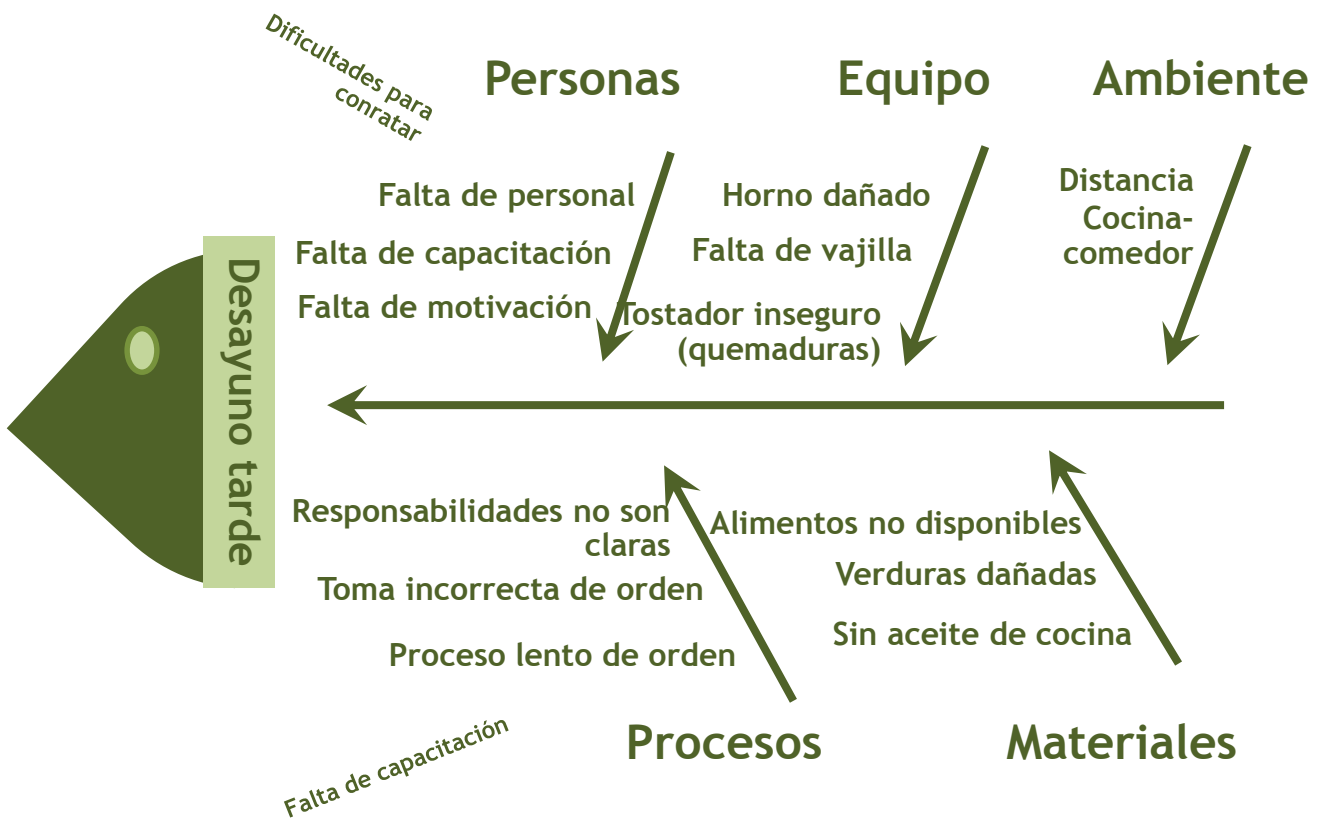 Dificultades para
conratar
Personas
Equipo
Ambiente
Falta de personal
Falta de capacitación
Falta de motivación
Horno dañado
Falta de vajilla
Tostador inseguro
(quemaduras)
Distancia
Cocina-
comedor
Desayuno tarde
Responsabilidades no son
claras
Toma incorrecta de orden
Proceso lento de orden
Alimentos no disponibles
Verduras dañadas
Sin aceite de cocina
Falta de capacitación
Procesos
Materiales